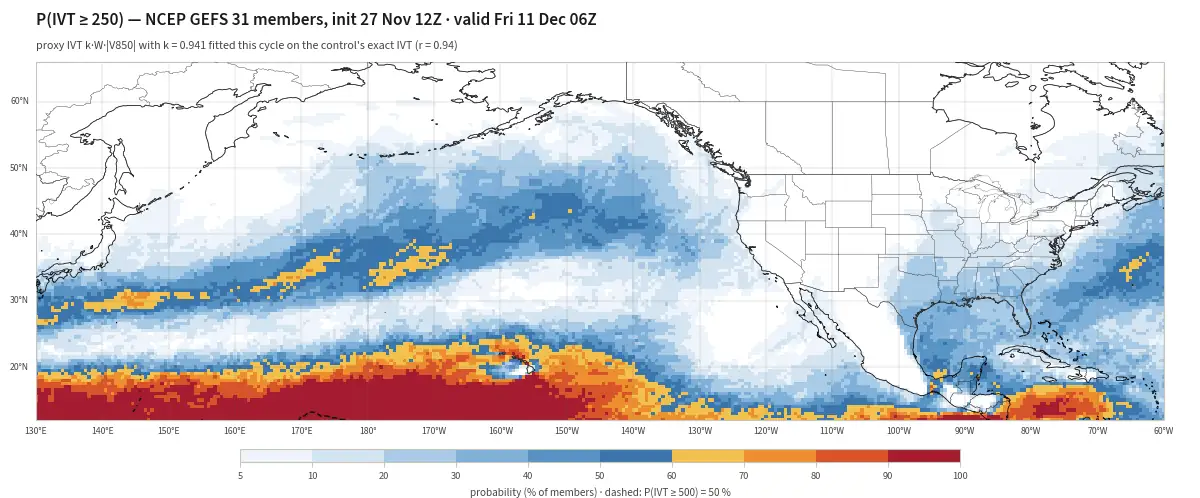 P(IVT ≥ 250) — NCEP GEFS 31 members, init 27 Nov 12Z · valid Fri 11 Dec 06Z
proxy IVT k·W·|V850| with k = 0.941 fitted this cycle on the control's exact IVT (r = 0.94)
60°N
50°N
40°N
30°N
20°N
130°E 140°E 150°E 160°E 170°E 180° 170°W 160°W 150°W 140°W 130°W 120°W 110°W 100°W 90°W 80°W 70°W 60°W
5 10 20 30 40 50 60 70 80 90 100
probability (% of members) · dashed: P(IVT ≥ 500) = 50 %